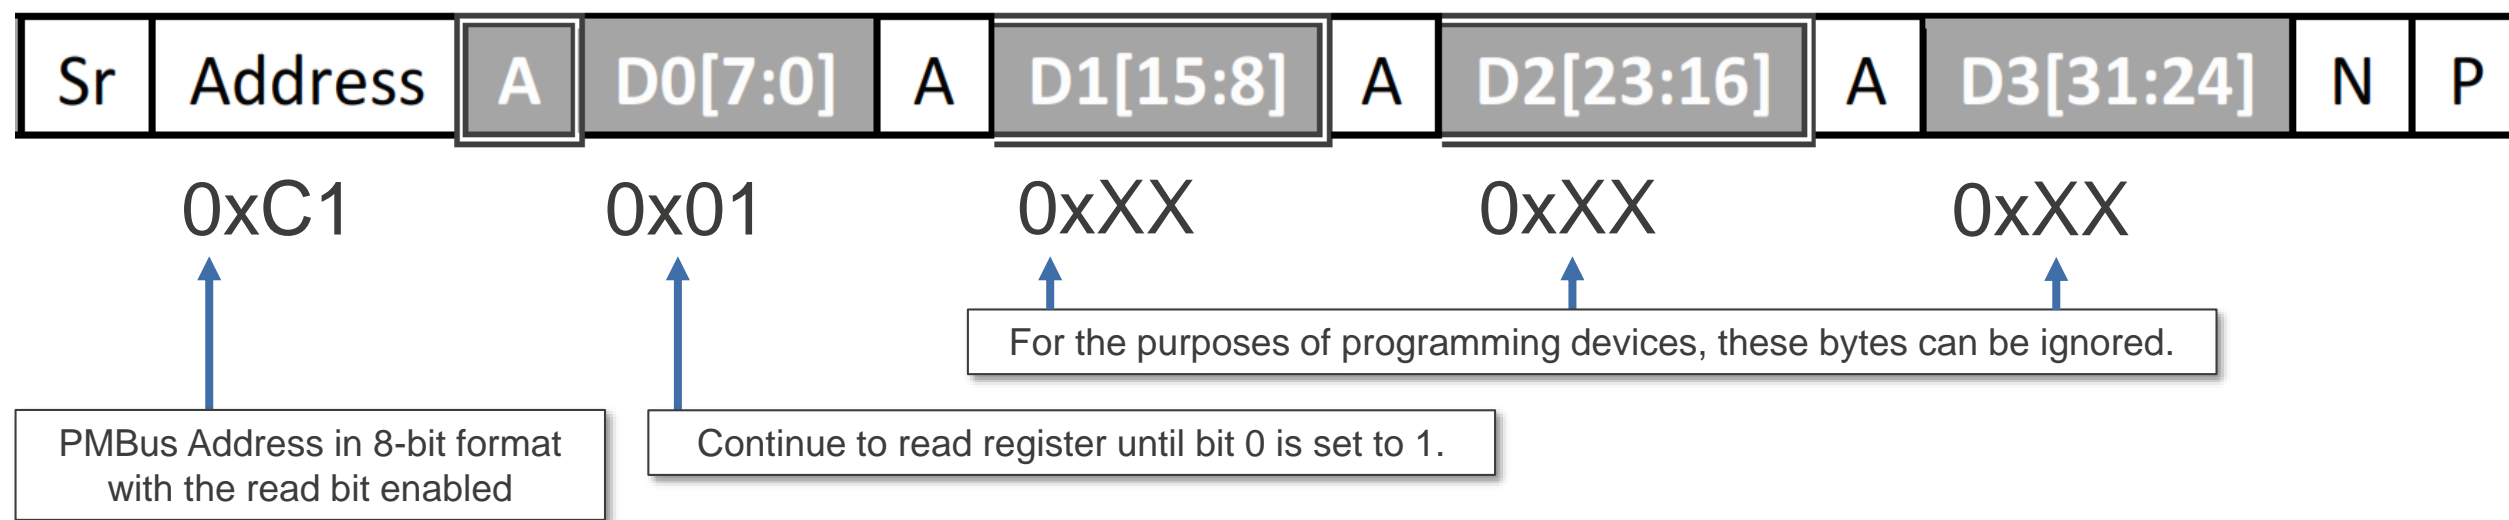 Sr Address A D0[7:0] A D1[15:8] A D2[23:16] A D3[31:24] N P
0xC1 0x01 0xXX 0xXX 0xXX
For the purposes of programming devices, these bytes can be ignored.
PMBus Address in 8-bit format
with the read bit enabled
Continue to read register until bit 0 is set to 1.